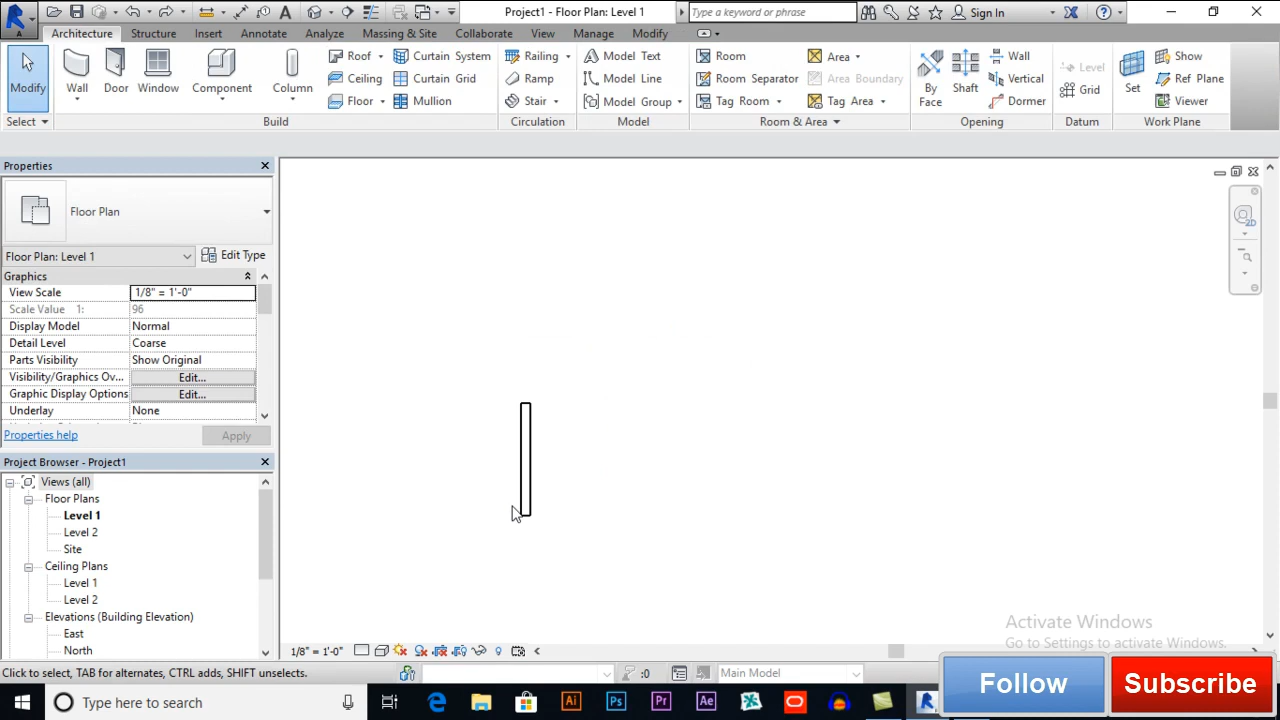 Project1 - Floor Plan: Level 1
Type a keyword or phrase
Sign In
Architecture Structure Insert Annotate Analyze Massing & Site Collaborate View Manage Modify
Modify
Wall
Door
Window
Component
Column
Roof
Ceiling
Floor
Curtain System
Curtain Grid
Mullion
Railing
Ramp
Stair
Model Text
Model Line
Model Group
Room
Room Separator
Tag Room
Area
Area Boundary
Tag Area
By
Face
Shaft
Wall
Vertical
Dormer
Level
Grid
Set
Show
Ref Plane
Viewer
Select Build Circulation Model Room & Area Opening Datum Work Plane
Properties
Floor Plan
Floor Plan: Level 1 Edit Type
Graphics
View Scale 1/8" = 1'-0"
Scale Value 1: 96
Display Model Normal
Detail Level Coarse
Parts Visibility Show Original
Visibility/Graphics Ov... Edit...
Graphic Display Options Edit...
Underlay None
Properties help Apply
Project Browser - Project1
Views (all)
Floor Plans
Level 1
Level 2
Site
Ceiling Plans
Level 1
Level 2
Elevations (Building Elevation)
East
North
2D
Activate Windows
Go to Settings to activate Windows.
1/8" = 1'-0"
Click to select, TAB for alternates, CTRL adds, SHIFT unselects.
:0
Main Model
Follow
Subscribe
Type here to search
Ai
Ps
Pr
Ae